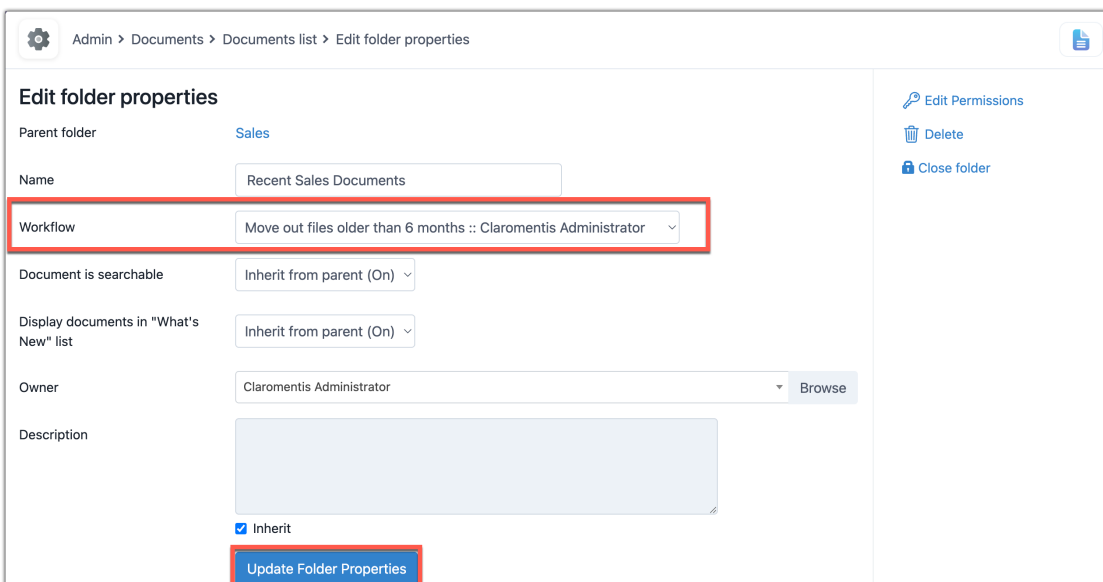 Admin > Documents > Documents list > Edit folder properties
Edit folder properties
Edit Permissions
Delete
Close folder
Parent folder
Sales
Name
Recent Sales Documents
Workflow
Move out files older than 6 months :: Claromentis Administrator
Document is searchable
Inherit from parent (On)
Display documents in "What's
New" list
Inherit from parent (On)
Owner
Claromentis Administrator
Browse
Description
Inherit
Update Folder Properties